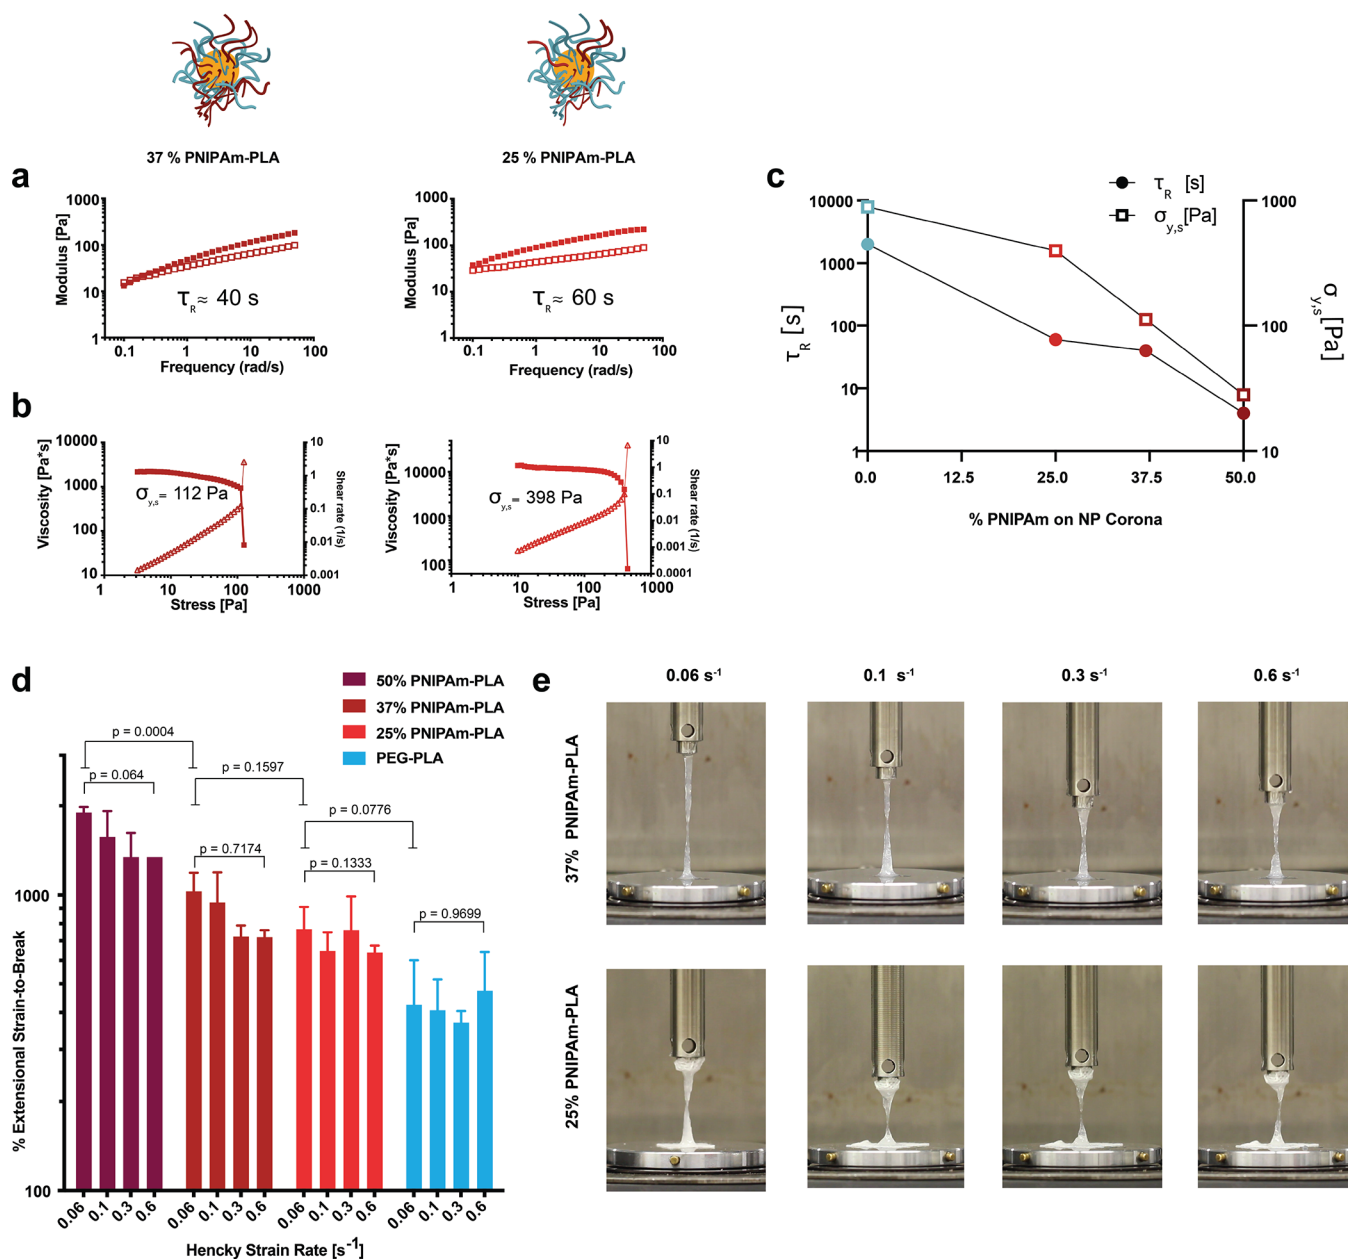 37 % PNIPAm-PLA
25 % PNIPAm-PLA
a
Modulus [Pa]
1000
100
10
1
τR ≈ 40 s
0.1
1
10
100
Frequency (rad/s)
Modulus [Pa]
1000
100
10
1
τR ≈ 60 s
0.1
1
10
100
Frequency (rad/s)
b
Viscosity [Pa*s]
10000
1000
100
10
σy,s = 112 Pa
10
1
0.1
0.01
0.001
Shear rate (1/s)
1
10
100
1000
Stress [Pa]
Viscosity [Pa*s]
10000
1000
100
σy,s = 398 Pa
10
1
0.1
0.01
0.001
0.0001
Shear rate (1/s)
1
10
100
1000
Stress [Pa]
c
τR [s]
σy,s [Pa]
τR [s]
10000
1000
100
10
1
1000
100
10
σy,s [Pa]
0.0
12.5
25.0
37.5
50.0
% PNIPAm on NP Corona
d
50% PNIPAm-PLA
37% PNIPAm-PLA
25% PNIPAm-PLA
PEG-PLA
p = 0.0004
p = 0.064
p = 0.1597
p = 0.7174
p = 0.0776
p = 0.1333
p = 0.9699
% Extensional Strain-to-Break
1000
100
0.06
0.1
0.3
0.6
0.06
0.1
0.3
0.6
0.06
0.1
0.3
0.6
0.06
0.1
0.3
0.6
Hencky Strain Rate [s-1]
e
0.06 s-1
0.1 s-1
0.3 s-1
0.6 s-1
37% PNIPAm-PLA
25% PNIPAm-PLA